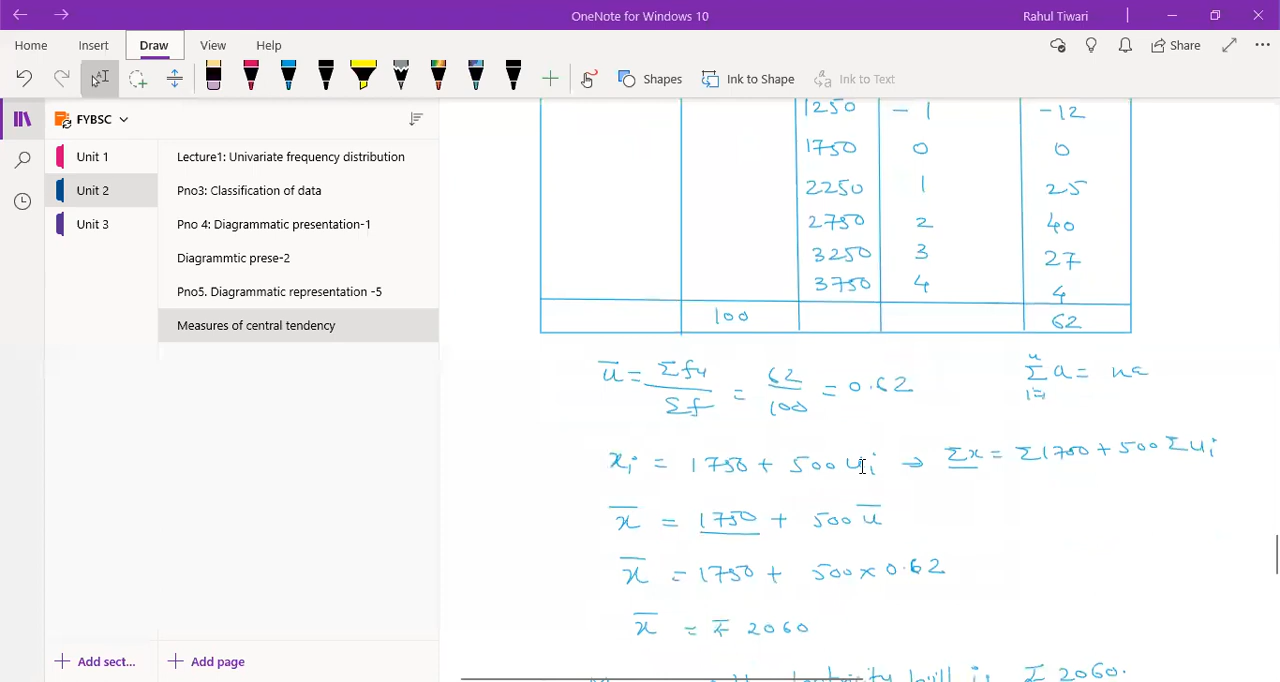 OneNote for Windows 10
Rahul Tiwari
Home Insert Draw View Help
Share
Shapes Ink to Shape Ink to Text
FYBSC
Unit 1
Unit 2
Unit 3
Lecture1: Univariate frequency distribution
Pno3: Classification of data
Pno 4: Diagrammatic presentation-1
Diagrammtic prese-2
Pno5. Diagrammatic representation -5
Measures of central tendency
Add sect...
Add page
1250 -1 -12
1750 0 0
2250 1 25
2750 2 40
3250 3 27
3750 4 4
100 62
ū = Σfu / Σf = 62/100 = 0.62
n Σ i=1 a = na
xᵢ = 1750 + 500 uᵢ → Σx = Σ1750 + 500 Σuᵢ
x̄ = 1750 + 500 ū
x̄ = 1750 + 500 × 0.62
x̄ = ₹ 2060
bill is ₹ 2060.